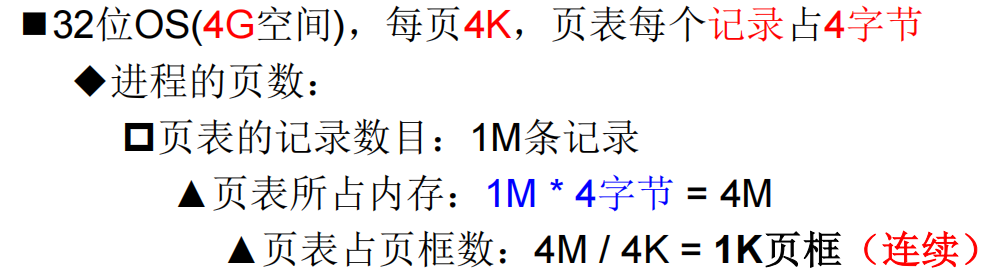 ■32位OS(4G空间)，每页4K，页表每个记录占4字节
◆进程的页数：
页表的记录数目：1M条记录
▲页表所占内存：1M * 4字节 = 4M
▲页表占页框数：4M / 4K = 1K页框（连续）